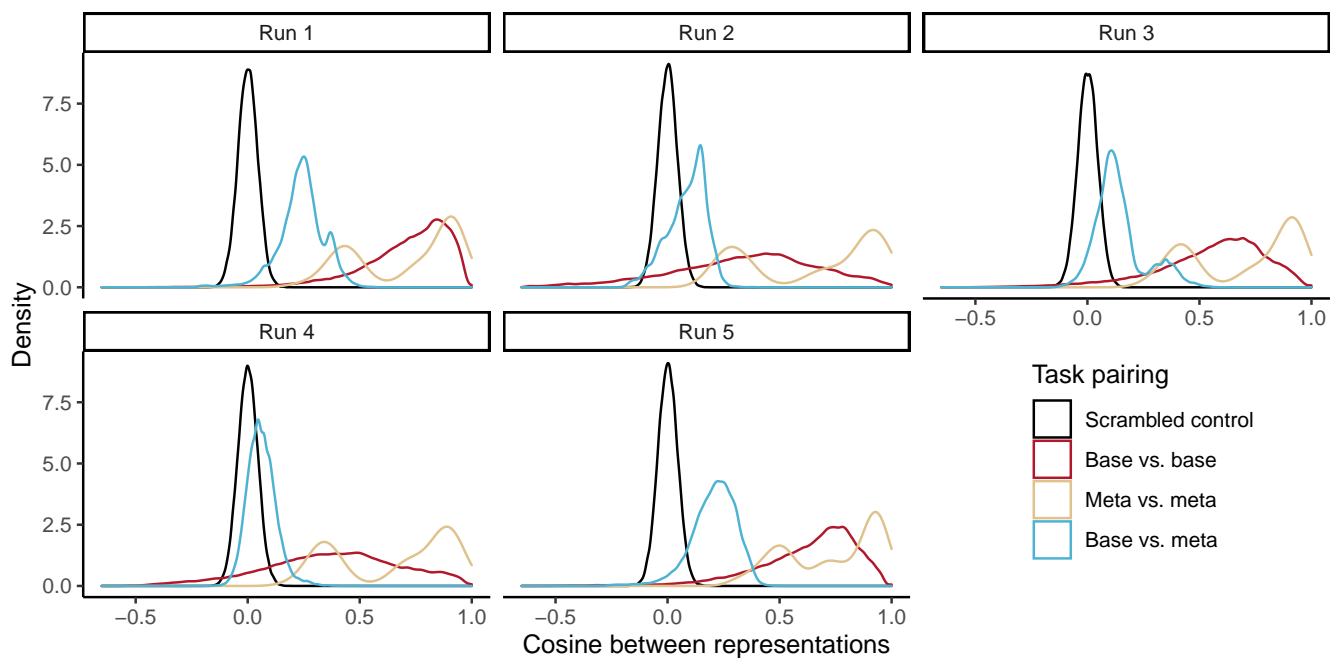 Run 1
Run 2
Run 3
7.5
5.0
2.5
0.0
−0.5 0.0 0.5 1.0
Density
Run 4
Run 5
7.5
5.0
2.5
0.0
−0.5 0.0 0.5 1.0
−0.5 0.0 0.5 1.0
Cosine between representations
Task pairing
Scrambled control
Base vs. base
Meta vs. meta
Base vs. meta